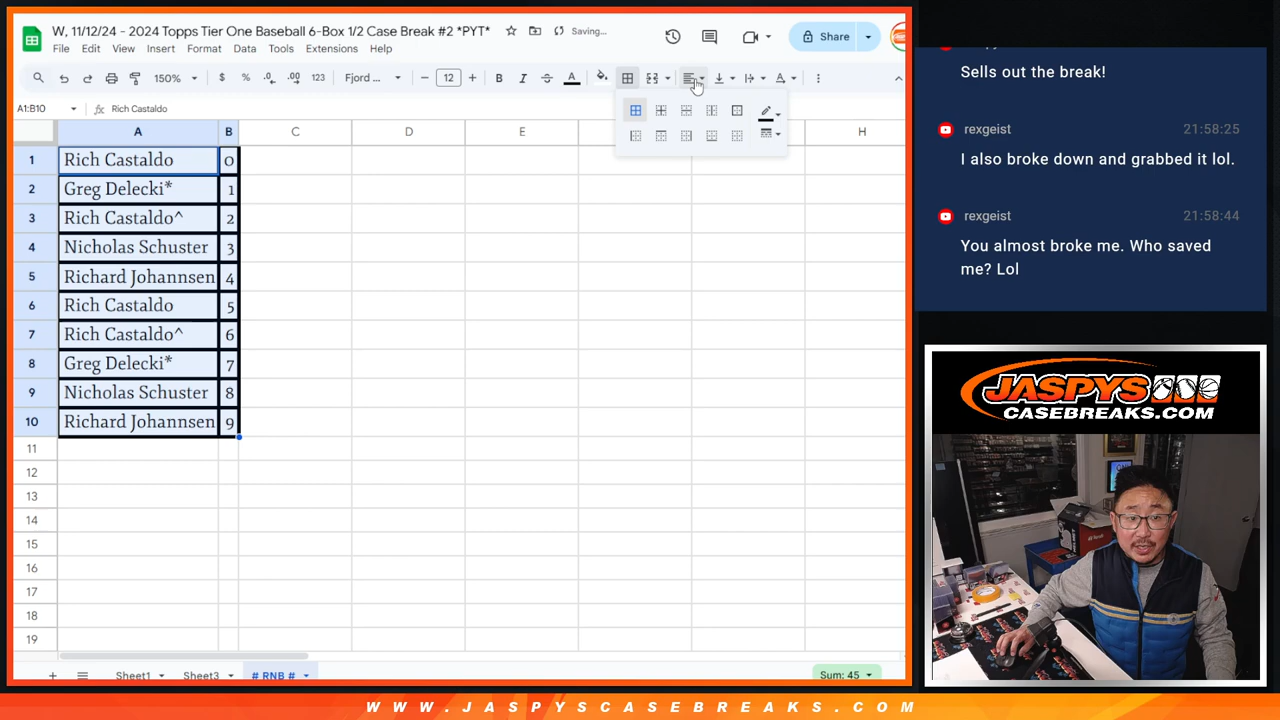 W, 11/12/24 - 2024 Topps Tier One Baseball 6-Box 1/2 Case Break #2 *PYT*
Saving...
File Edit View Insert Format Data Tools Extensions Help
Share
150% $ % .0 .00 123 Fjord ... − 12 + B I A
A1:B10 fx Rich Castaldo
A B C D E F H
1 Rich Castaldo 0
2 Greg Delecki* 1
3 Rich Castaldo^ 2
4 Nicholas Schuster 3
5 Richard Johannsen 4
6 Rich Castaldo 5
7 Rich Castaldo^ 6
8 Greg Delecki* 7
9 Nicholas Schuster 8
10 Richard Johannsen 9
11
12
13
14
15
16
17
18
19
+ Sheet1 Sheet3 # RNB # Sum: 45
Sells out the break!
rexgeist 21:58:25
I also broke down and grabbed it lol.
rexgeist 21:58:44
You almost broke me. Who saved
me? Lol
JASPYS
CASEBREAKS.COM
WWW.JASPYSCASEBREAKS.COM